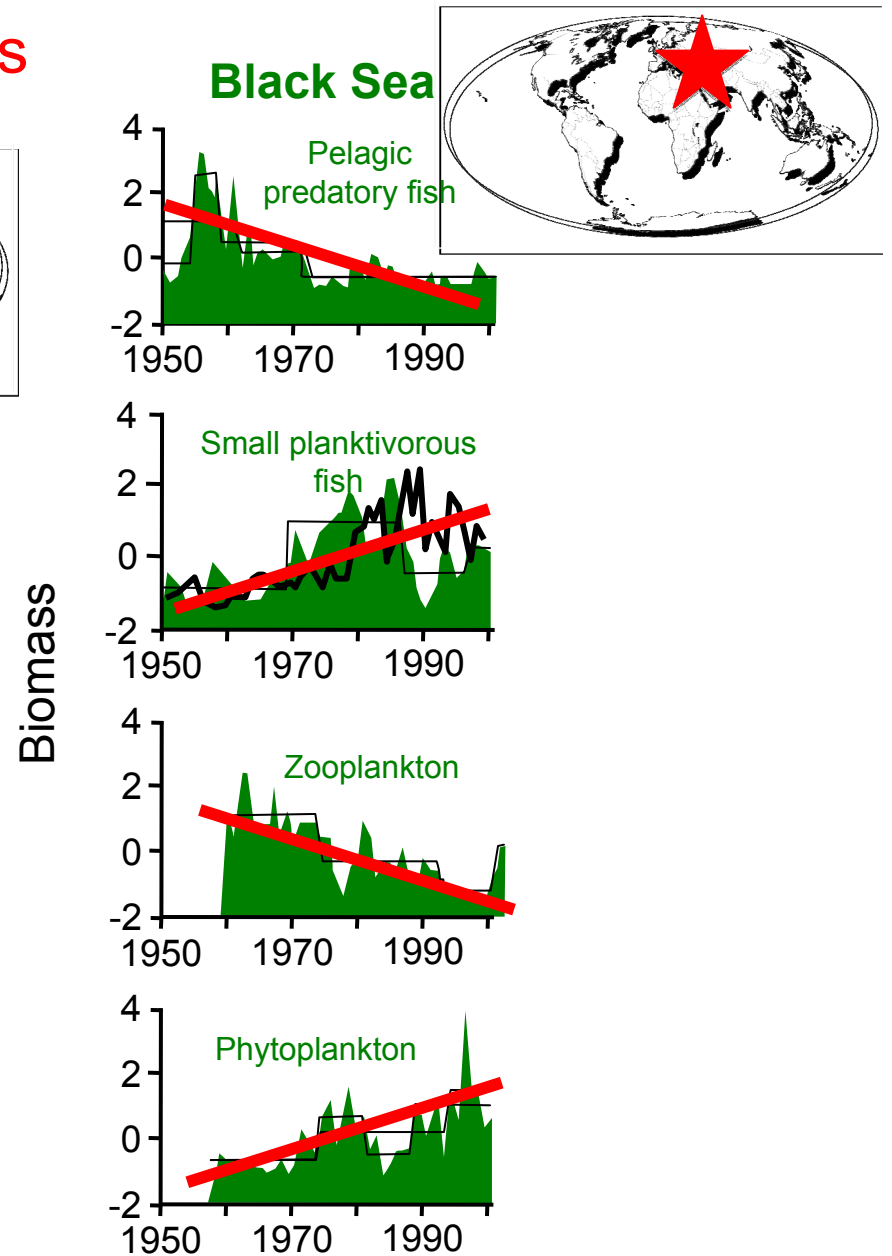 s
Black Sea
Pelagic
predatory fish
4
2
0
-2
1950 1970 1990
Small planktivorous
fish
4
2
0
-2
1950 1970 1990
Biomass
Zooplankton
4
2
0
-2
1950 1970 1990
Phytoplankton
4
2
0
-2
1950 1970 1990